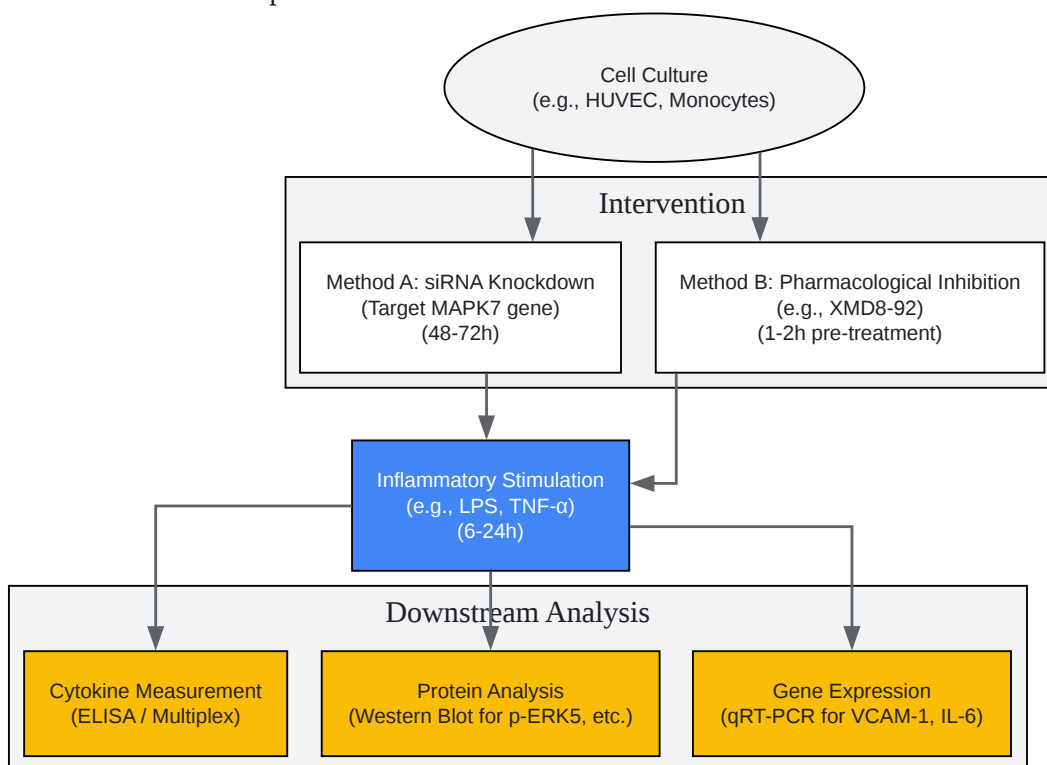 Cell Culture
(e.g., HUVEC, Monocytes)
Intervention
Method A: siRNA Knockdown
(Target MAPK7 gene)
(48-72h)
Method B: Pharmacological Inhibition
(e.g., XMD8-92)
(1-2h pre-treatment)
Inflammatory Stimulation
(e.g., LPS, TNF-α)
(6-24h)
Downstream Analysis
Cytokine Measurement
(ELISA / Multiplex)
Protein Analysis
(Western Blot for p-ERK5, etc.)
Gene Expression
(qRT-PCR for VCAM-1, IL-6)